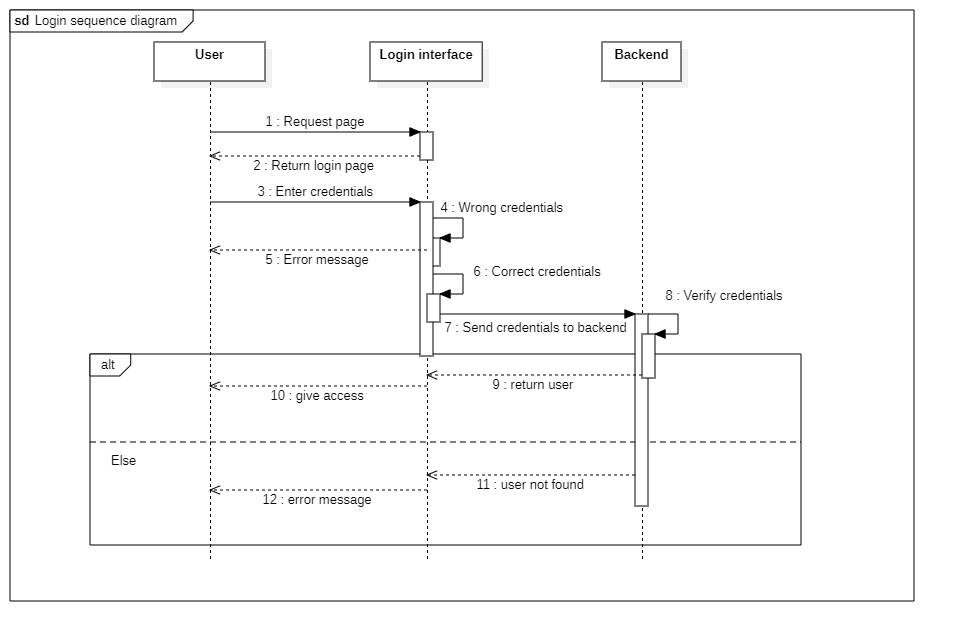 sd Login sequence diagram
User
Login interface
Backend
1 : Request page
2 : Return login page
3 : Enter credentials
4 : Wrong credentials
5 : Error message
6 : Correct credentials
8 : Verify credentials
7 : Send credentials to backend
alt
9 : return user
10 : give access
Else
11 : user not found
12 : error message